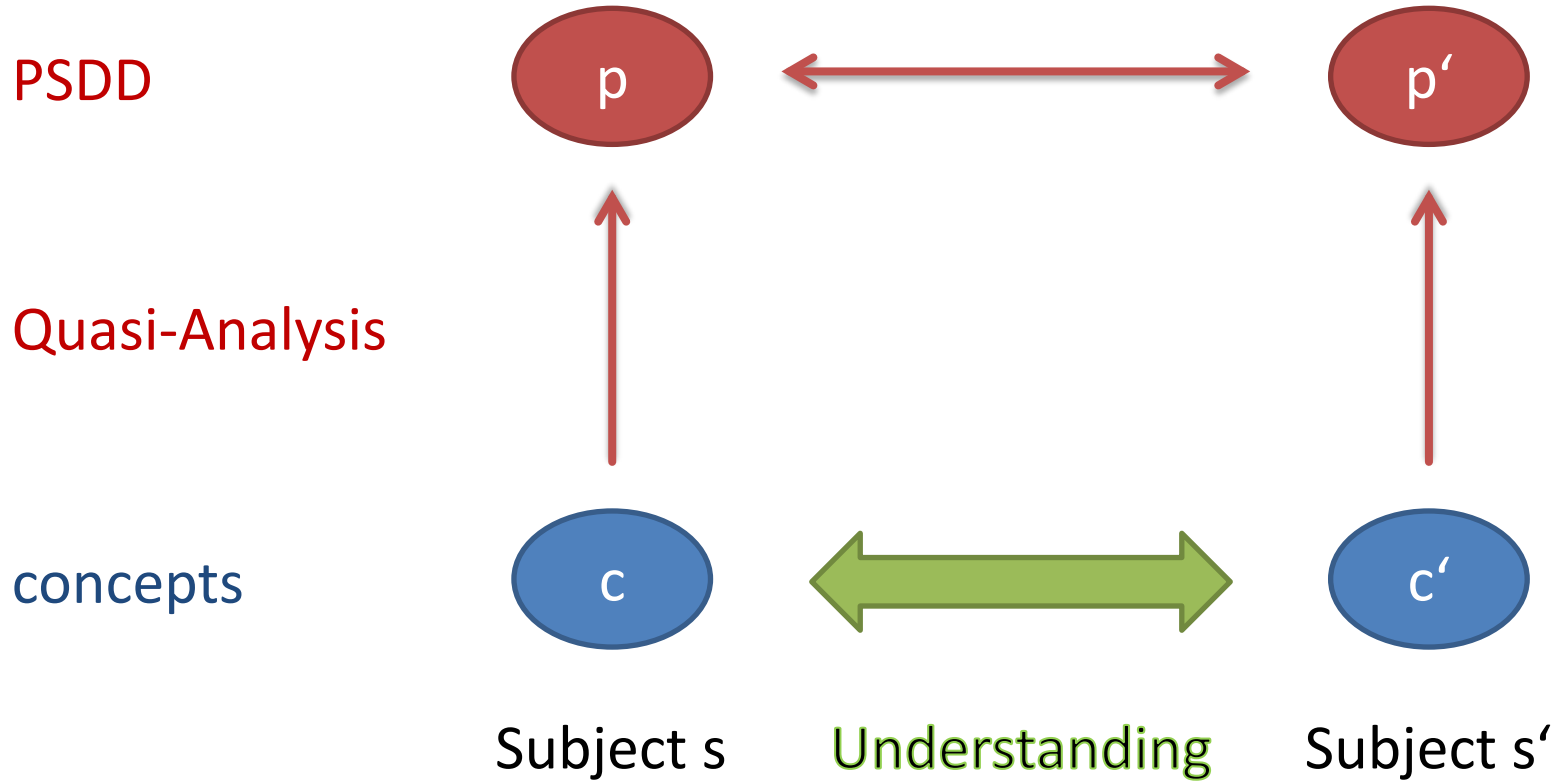 PSDD
p
p‘
Quasi-Analysis
concepts
c
c‘
Subject s
Understanding
Subject s‘